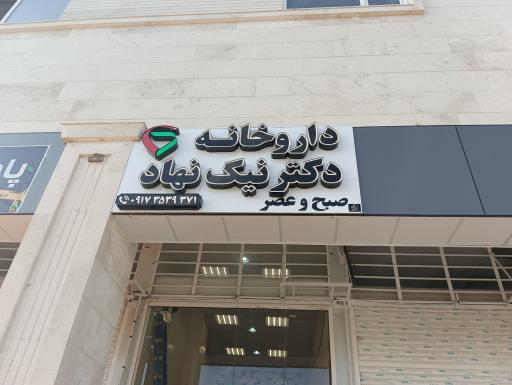 داروخانه
دکتر نیک نهاد
صبح و عصر
۰۹۱۷ ۳۵۳۹ ۳۷۱